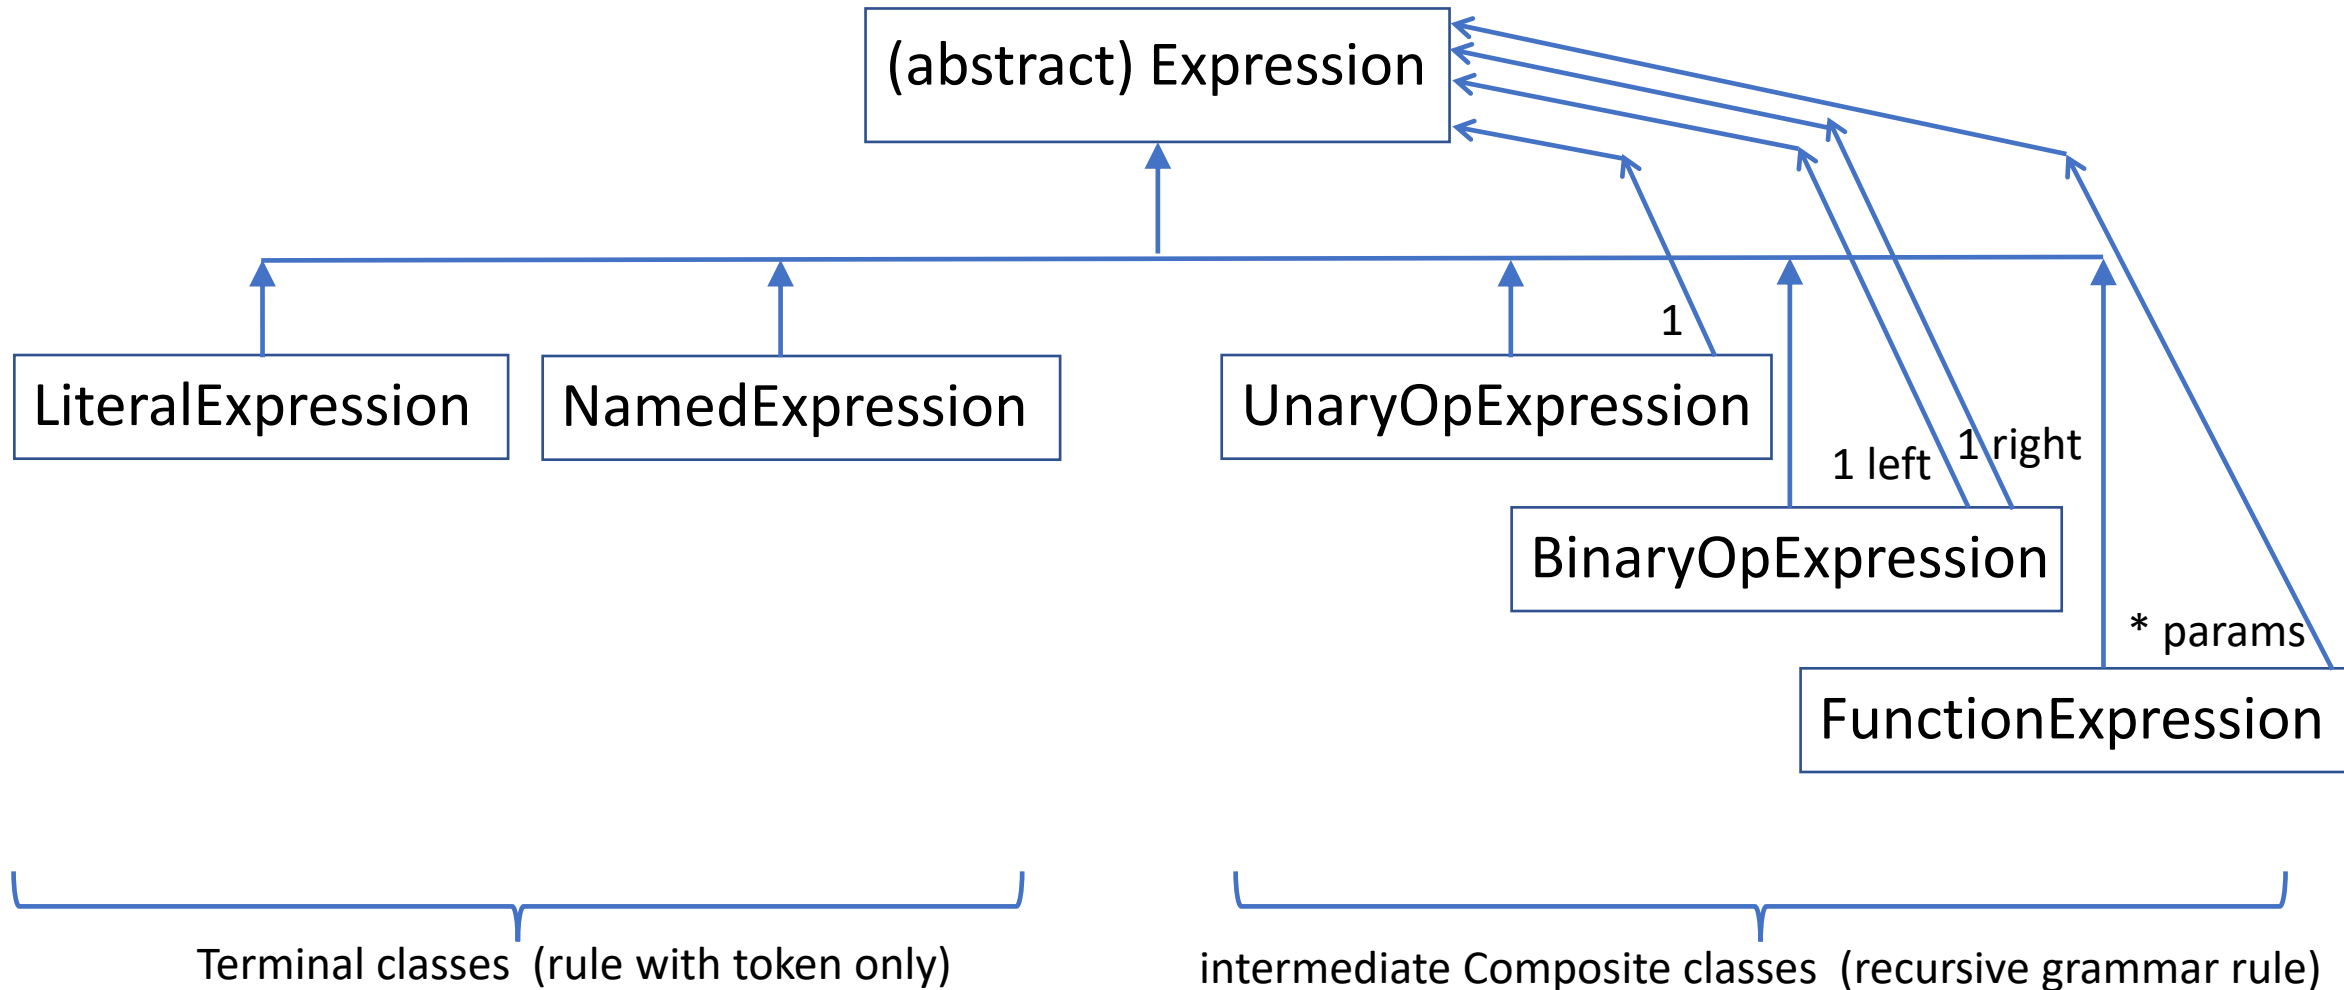 (abstract) Expression
LiteralExpression
NamedExpression
UnaryOpExpression
1
1 left
1 right
BinaryOpExpression
* params
FunctionExpression
Terminal classes (rule with token only)
intermediate Composite classes (recursive grammar rule)